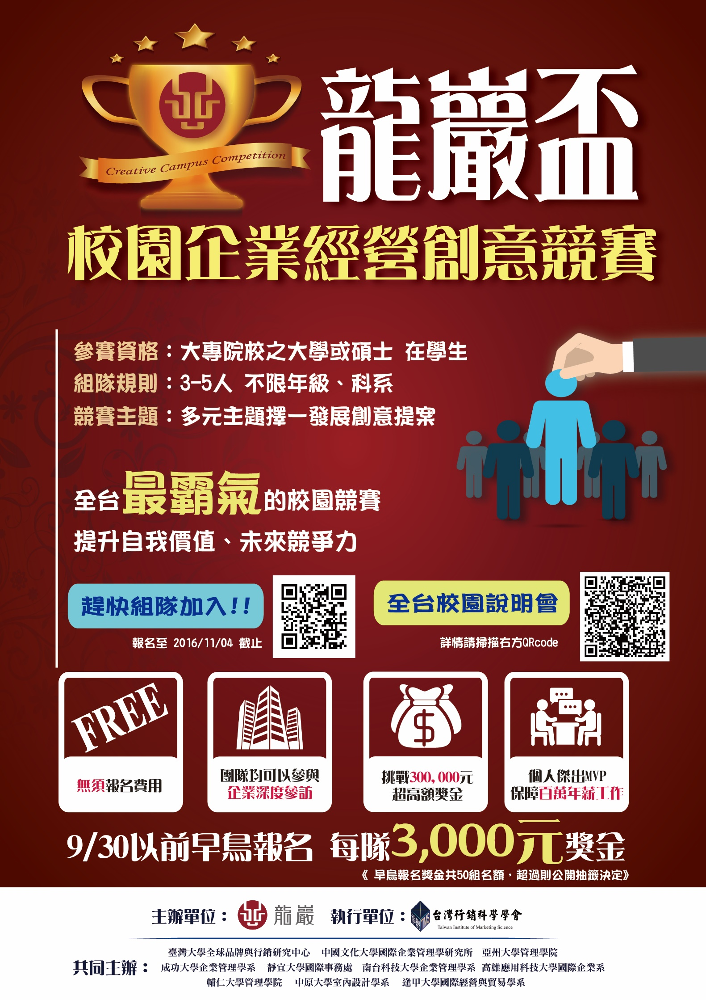 Creative Campus Competition
龍巖盃
校園企業經營創意競賽
參賽資格：大專院校之大學或碩士 在學生
組隊規則：3-5人 不限年級、科系
競賽主題：多元主題擇一發展創意提案
全台最霸氣的校園競賽
提升自我價值、未來競爭力
趕快組隊加入!!
報名至 2016/11/04 截止
全台校園說明會
詳情請掃描右方QRcode
FREE
無須報名費用
團隊均可以參與
企業深度參訪
$
挑戰300,000元
超高額獎金
個人傑出MVP
保障百萬年薪工作
9/30以前早鳥報名 每隊3,000元獎金
《 早鳥報名獎金共50組名額，超過則公開抽籤決定》
主辦單位： 龍巖 執行單位： TMS 台灣行銷科學學會
Taiwan Institute of Marketing Science
共同主辦：
臺灣大學全球品牌與行銷研究中心 中國文化大學國際企業管理學研究所 亞州大學管理學院
成功大學企業管理學系 靜宜大學國際事務處 南台科技大學企業管理學系 高雄應用科技大學國際企業系
輔仁大學管理學院 中原大學室內設計學系 逢甲大學國際經營與貿易學系